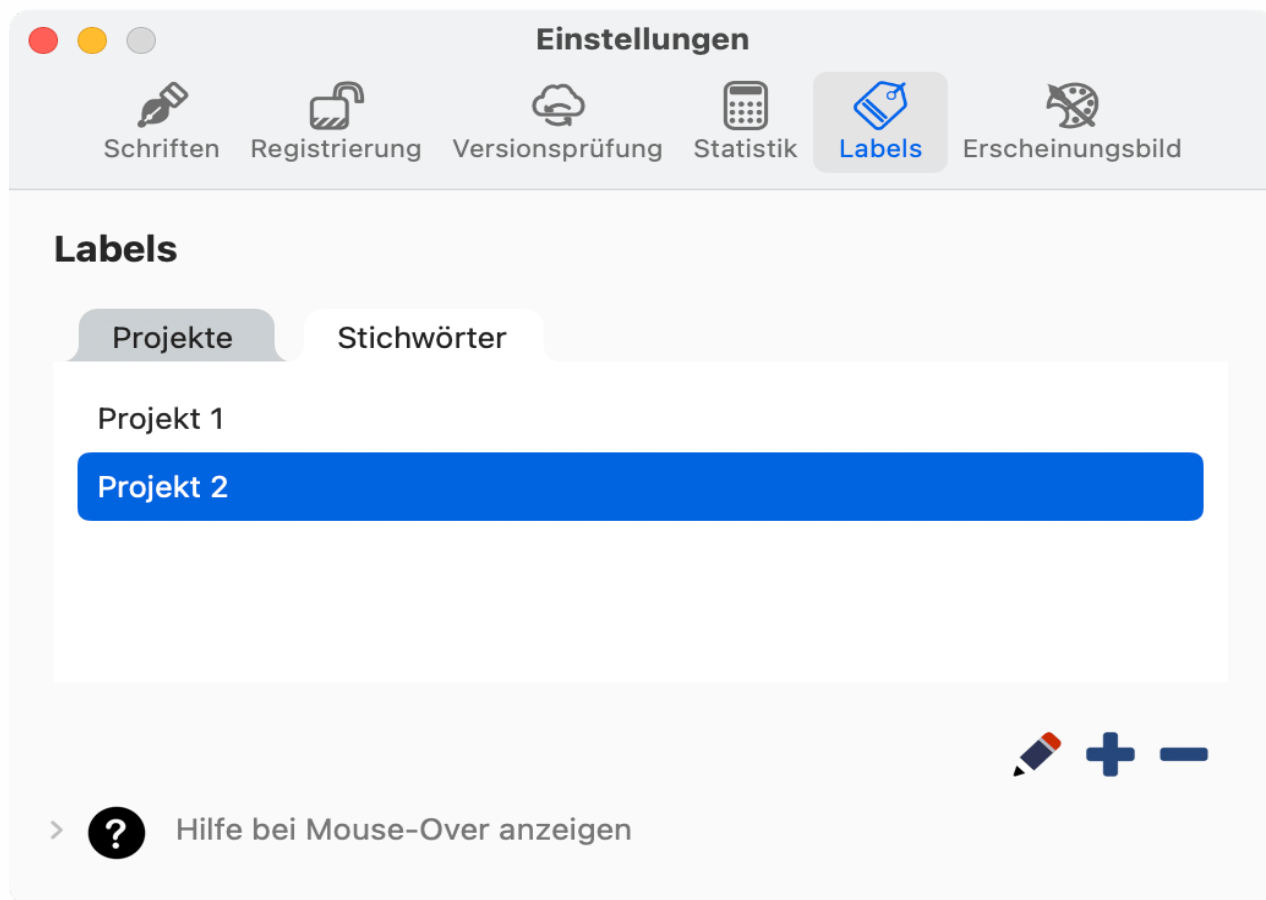 Einstellungen
Schriften Registrierung Versionsprüfung Statistik Labels Erscheinungsbild
Labels
Projekte Stichwörter
Projekt 1
Projekt 2
? Hilfe bei Mouse-Over anzeigen